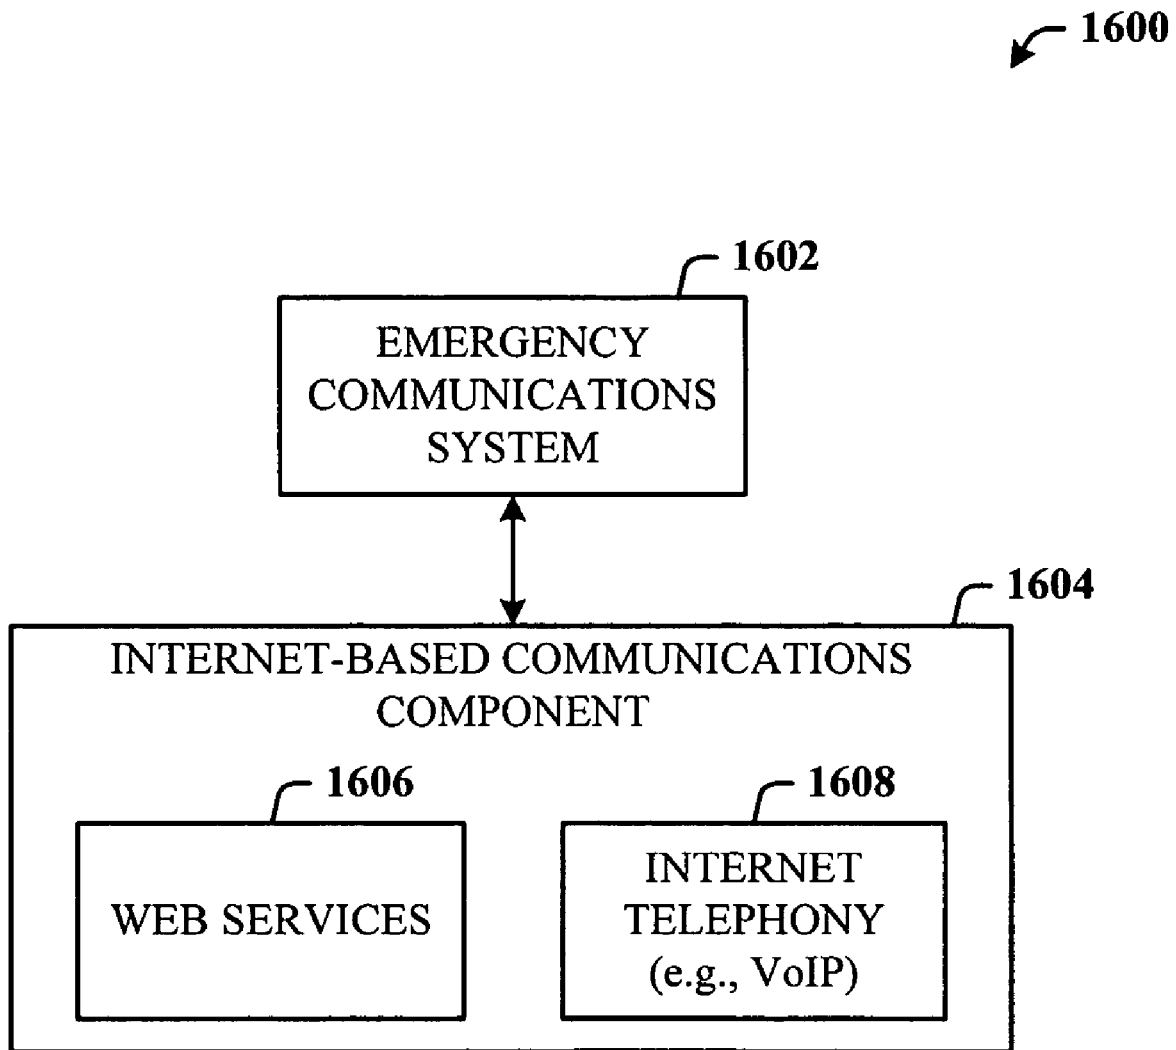 1600
1602
EMERGENCY
COMMUNICATIONS
SYSTEM
1604
INTERNET-BASED COMMUNICATIONS
COMPONENT
1606
WEB SERVICES
1608
INTERNET
TELEPHONY
(e.g., VoIP)